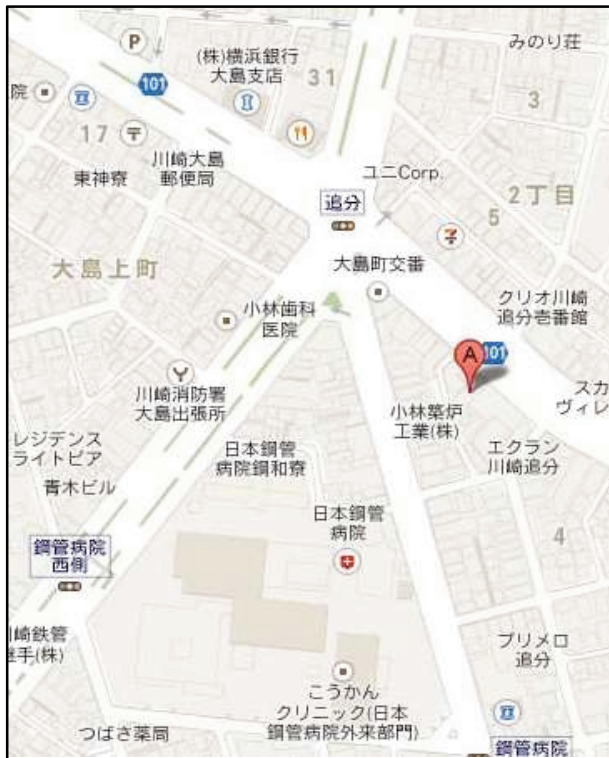 みのり荘
P
(株)横浜銀行
大島支店
31
101
3
院
17
〒
川崎大島
郵便局
東神寮
ユニCorp.
追分
2丁目
5
大島上町
大島町交番
小林歯科
医院
クリオ川崎
追分壱番館
A
101
川崎消防署
大島出張所
スカ
ヴィレ
小林築炉
工業(株)
レジデンス
ライトピア
日本鋼管
病院鋼和寮
エクラン
川崎追分
青木ビル
日本鋼管
病院
4
鋼管病院
西側
崎鉄管
継手(株)
プリメロ
追分
こうかん
クリニック(日本
鋼管病院外来部門)
つばさ薬局
鋼管病院